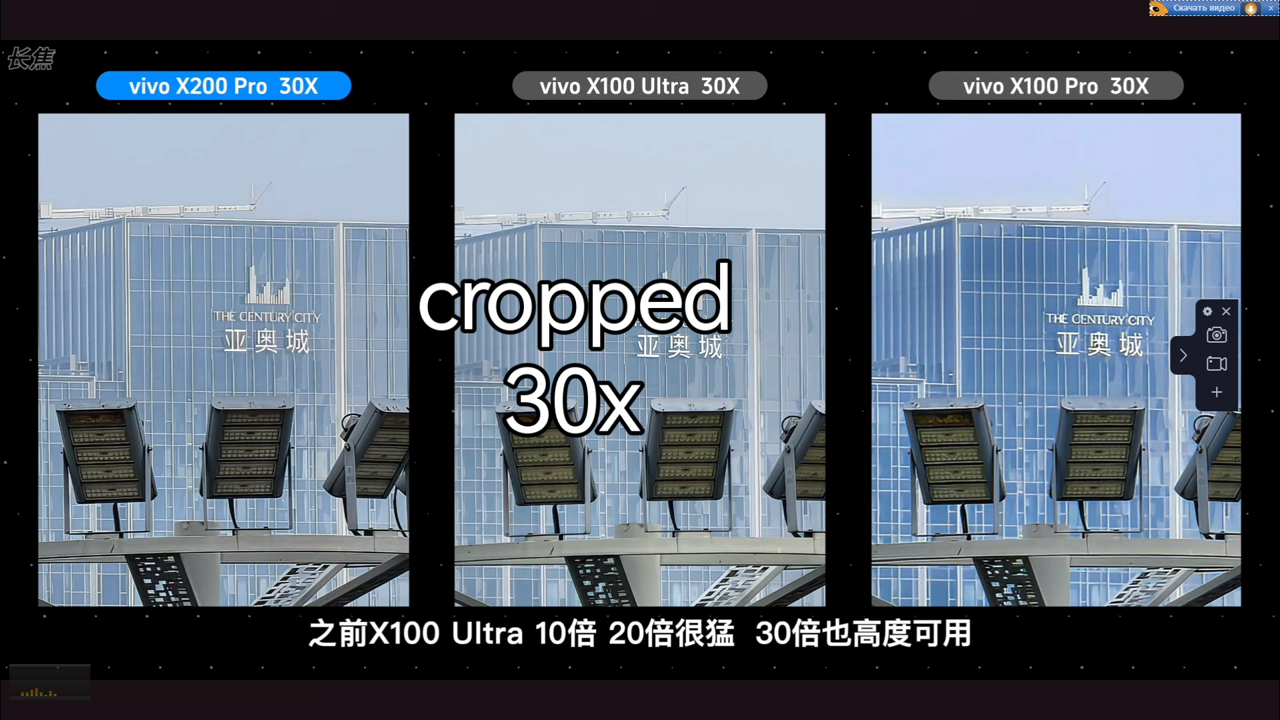 Скачать видео
长焦
vivo X200 Pro 30X
vivo X100 Ultra 30X
vivo X100 Pro 30X
THE CENTURY CITY
亚奥城
cropped
30x
亚奥城
THE CENTURY CITY
亚奥城
之前X100 Ultra 10倍 20倍很猛 30倍也高度可用